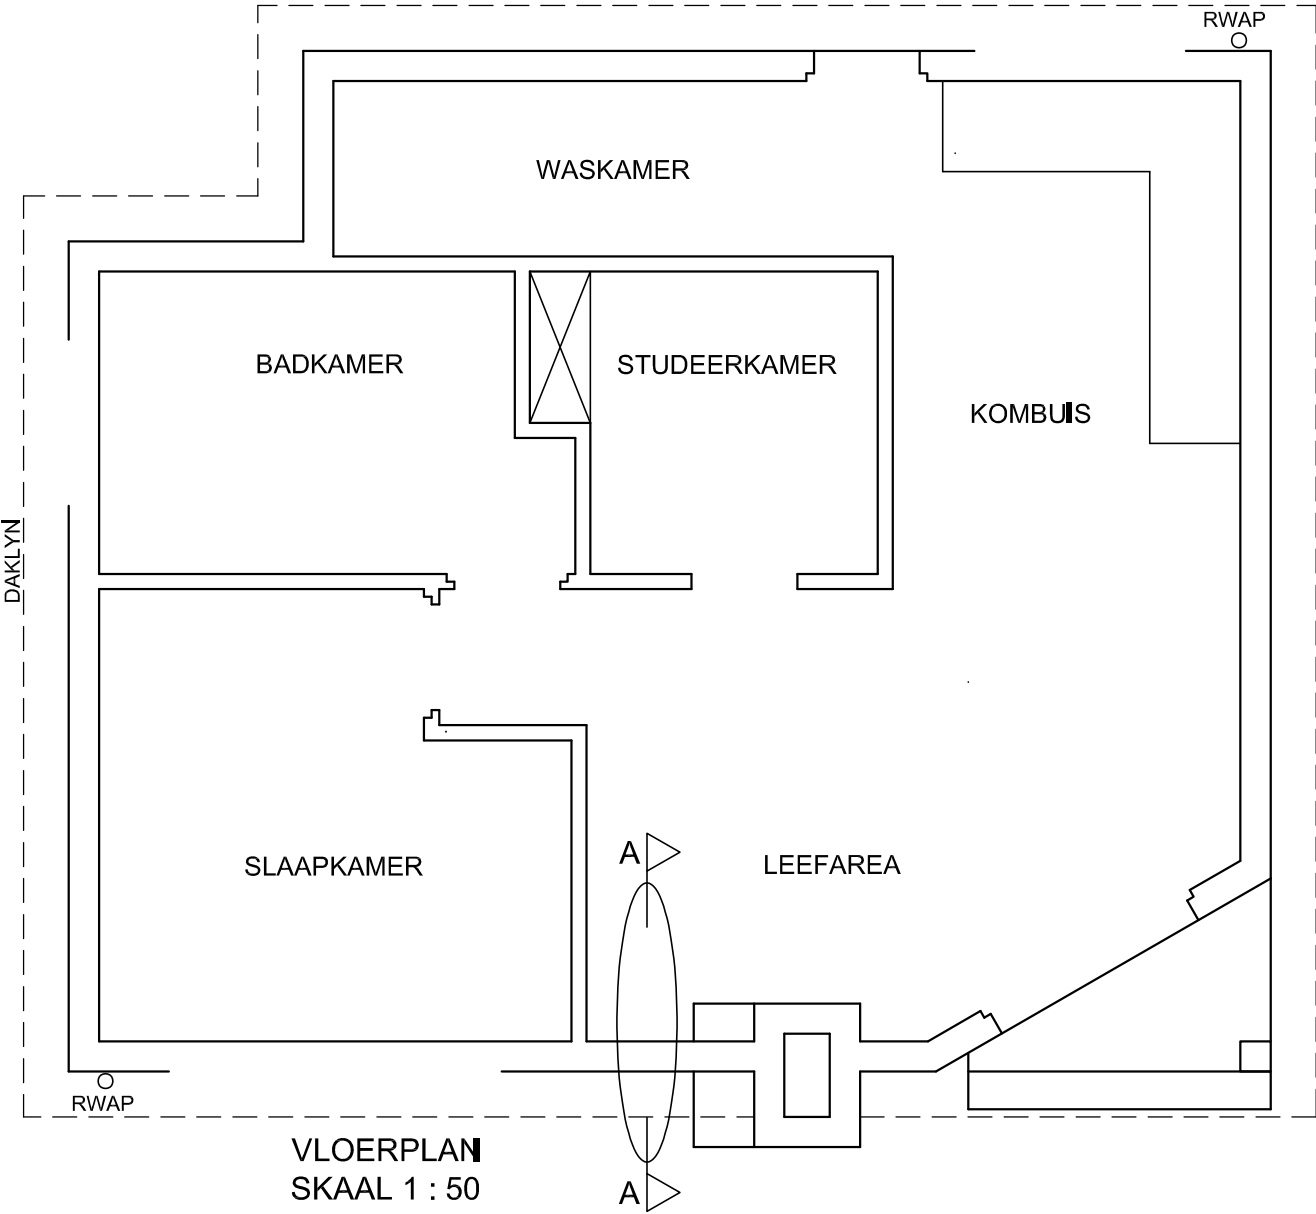 RWAP
WASKAMER
BADKAMER
STUDEERKAMER
KOMBUIS
DAKLYN
SLAAPKAMER
A
LEEFAREA
RWAP
VLOERPLAN
SKAAL 1 : 50
A